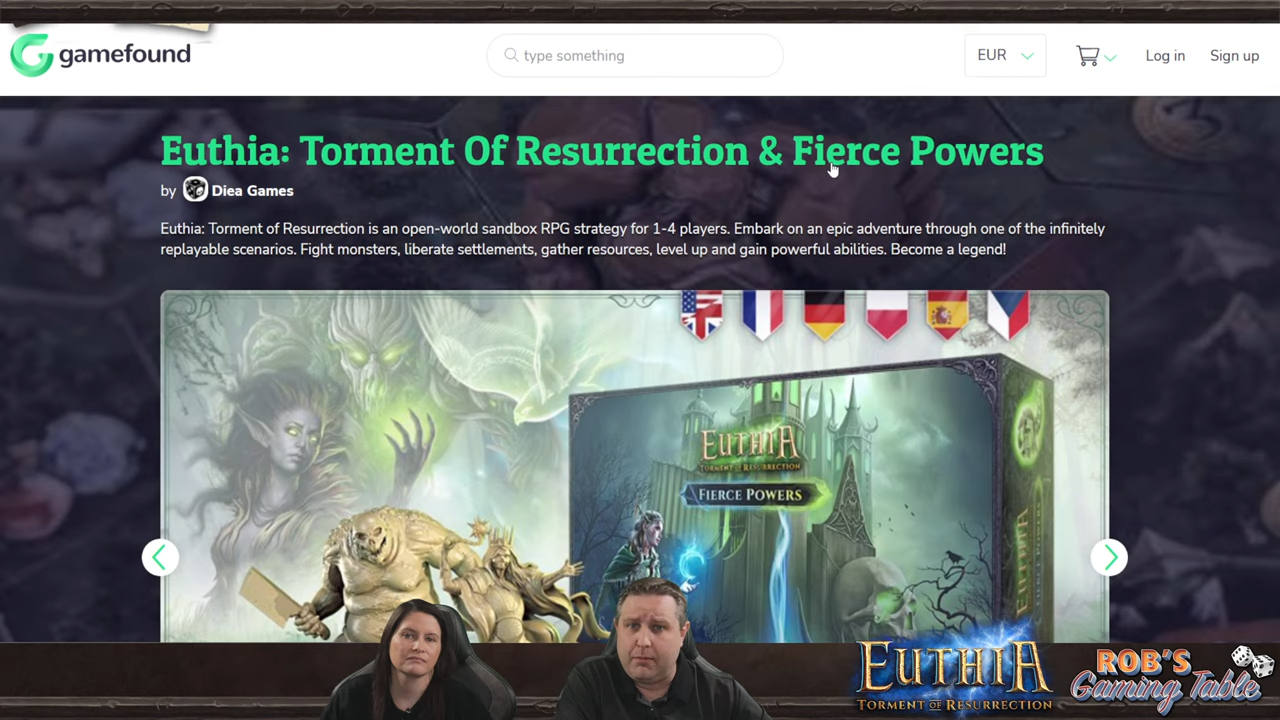 gamefound
type something
EUR
Log in
Sign up
Euthia: Torment Of Resurrection & Fierce Powers
by Diea Games
Euthia: Torment of Resurrection is an open-world sandbox RPG strategy for 1-4 players. Embark on an epic adventure through one of the infinitely
replayable scenarios. Fight monsters, liberate settlements, gather resources, level up and gain powerful abilities. Become a legend!
EUTHIA
TORMENT OF RESURRECTION
FIERCE POWERS
EUTHIA
FIERCE POWERS
EUTHIA
TORMENT OF RESURRECTION
ROB'S
Gaming Table